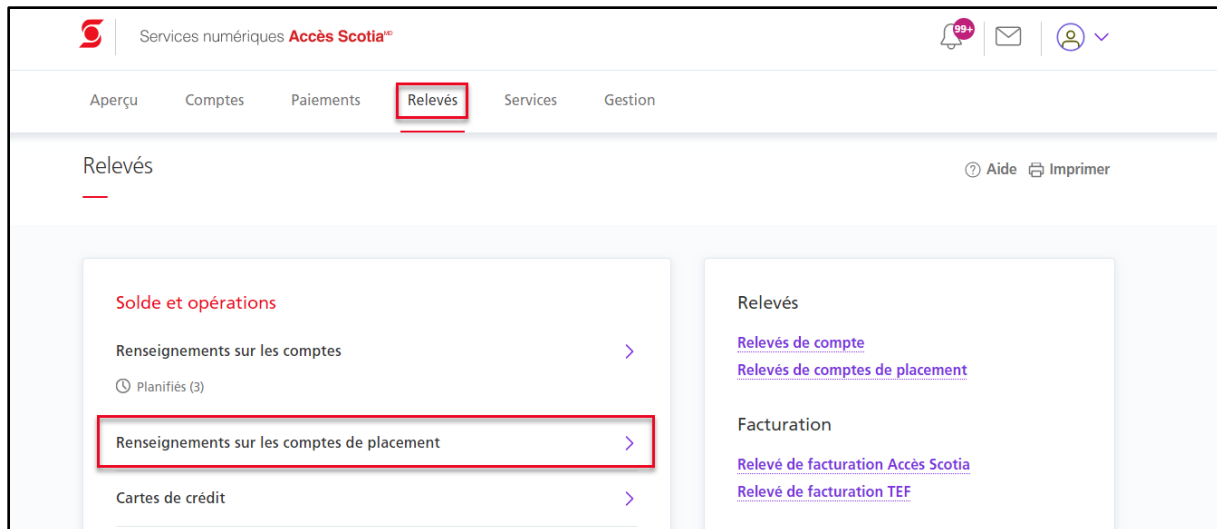 Services numériques Accès Scotia MD
99+
Aperçu Comptes Paiements Relevés Services Gestion
Relevés
Aide Imprimer
Solde et opérations
Renseignements sur les comptes
Planifiés (3)
Renseignements sur les comptes de placement
Cartes de crédit
Relevés
Relevés de compte
Relevés de comptes de placement
Facturation
Relevé de facturation Accès Scotia
Relevé de facturation TEF